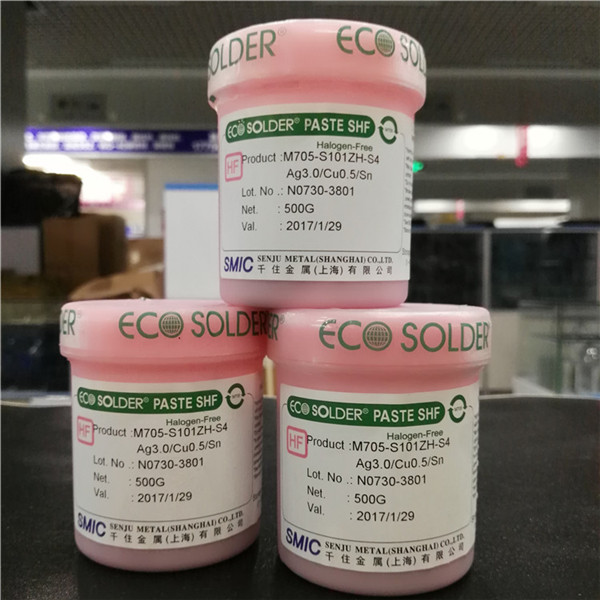 SOLDER® ECO SOLDER
ECO SOLDER® PASTE SHF
Halogen-Free
HF
Product :M705-S101ZH-S4
Ag3.0/Cu0.5/Sn
Lot. No .: N0730-3801
Net. : 500G
Val. : 2017/1/29
SMIC SENJU METAL(SHANGHAI) CO.,LTD.
千住金属(上海)有限公司
ECO SOLDER
ECO SOLDER® PASTE SHF
Halogen-Free
HF
Product :M705-S101ZH-S4
Ag3.0/Cu0.5/Sn
Lot. No .: N0730-3801
Net. : 500G
Val. : 2017/1/29
SMIC SENJU METAL(SHANGHAI) CO.,LTD.
千住金属(上海)有限公司
ECO SOLDER
ECO SOLDER® PASTE SHF
Halogen-Free
HF
Product :M705-S101ZH-S4
Ag3.0/Cu0.5/Sn
Lot. No .: N0730-3801
Net. : 500G
Val. : 2017/1/29
SMIC SENJU METAL(SHANGHAI) CO.,LTD.
千住金属(上海)有限公司